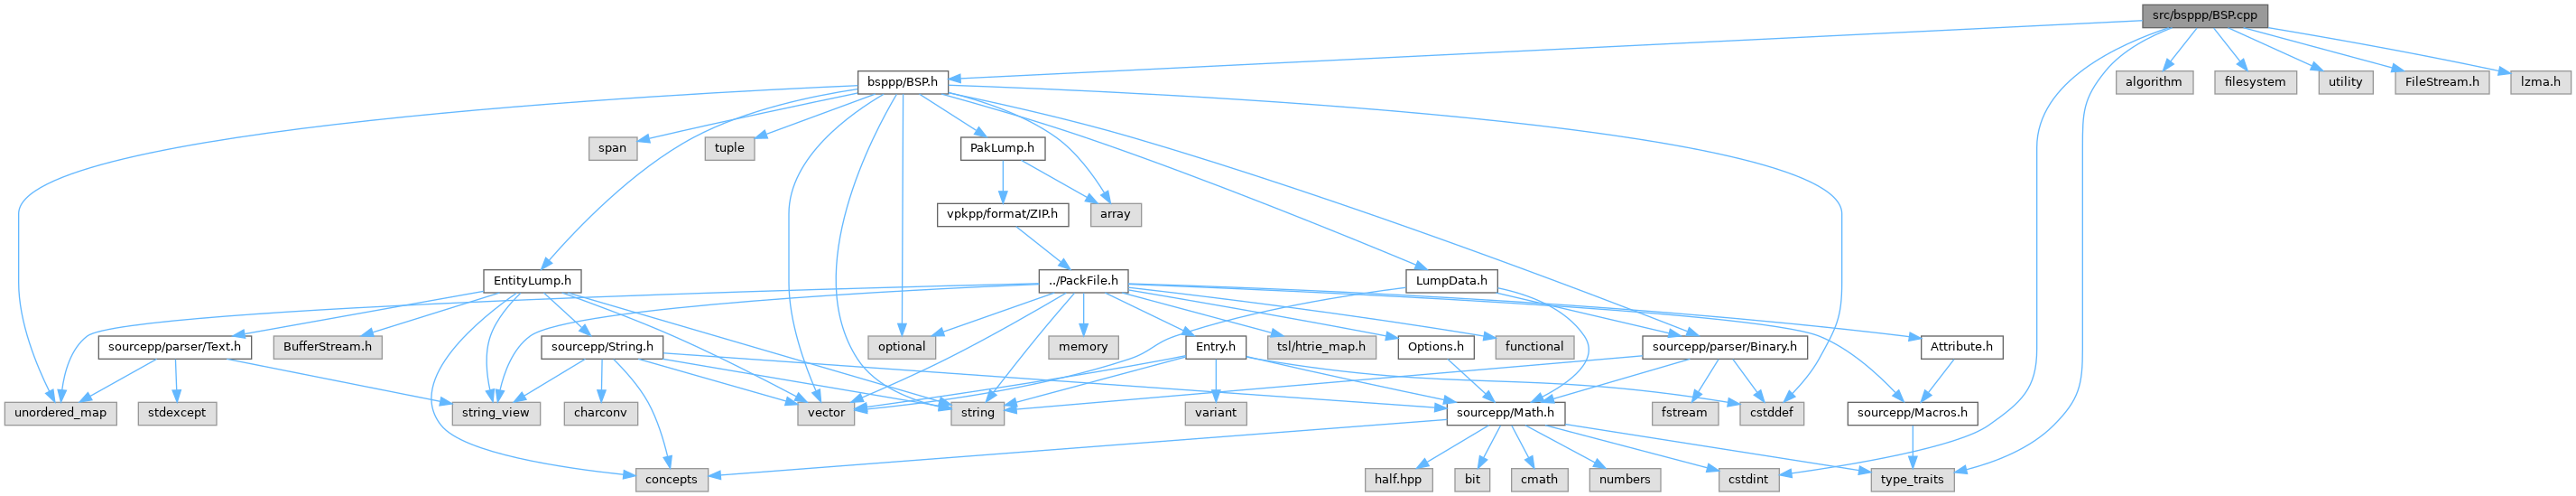 src/bsppp/BSP.cpp
bsppp/BSP.h
algorithm
filesystem
utility
FileStream.h
lzma.h
span
tuple
PakLump.h
vpkpp/format/ZIP.h
array
EntityLump.h
../PackFile.h
LumpData.h
sourcepp/parser/Text.h
BufferStream.h
sourcepp/String.h
optional
memory
Entry.h
tsl/htrie_map.h
Options.h
functional
sourcepp/parser/Binary.h
Attribute.h
unordered_map
stdexcept
string_view
charconv
vector
string
variant
sourcepp/Math.h
fstream
cstddef
sourcepp/Macros.h
concepts
half.hpp
bit
cmath
numbers
cstdint
type_traits